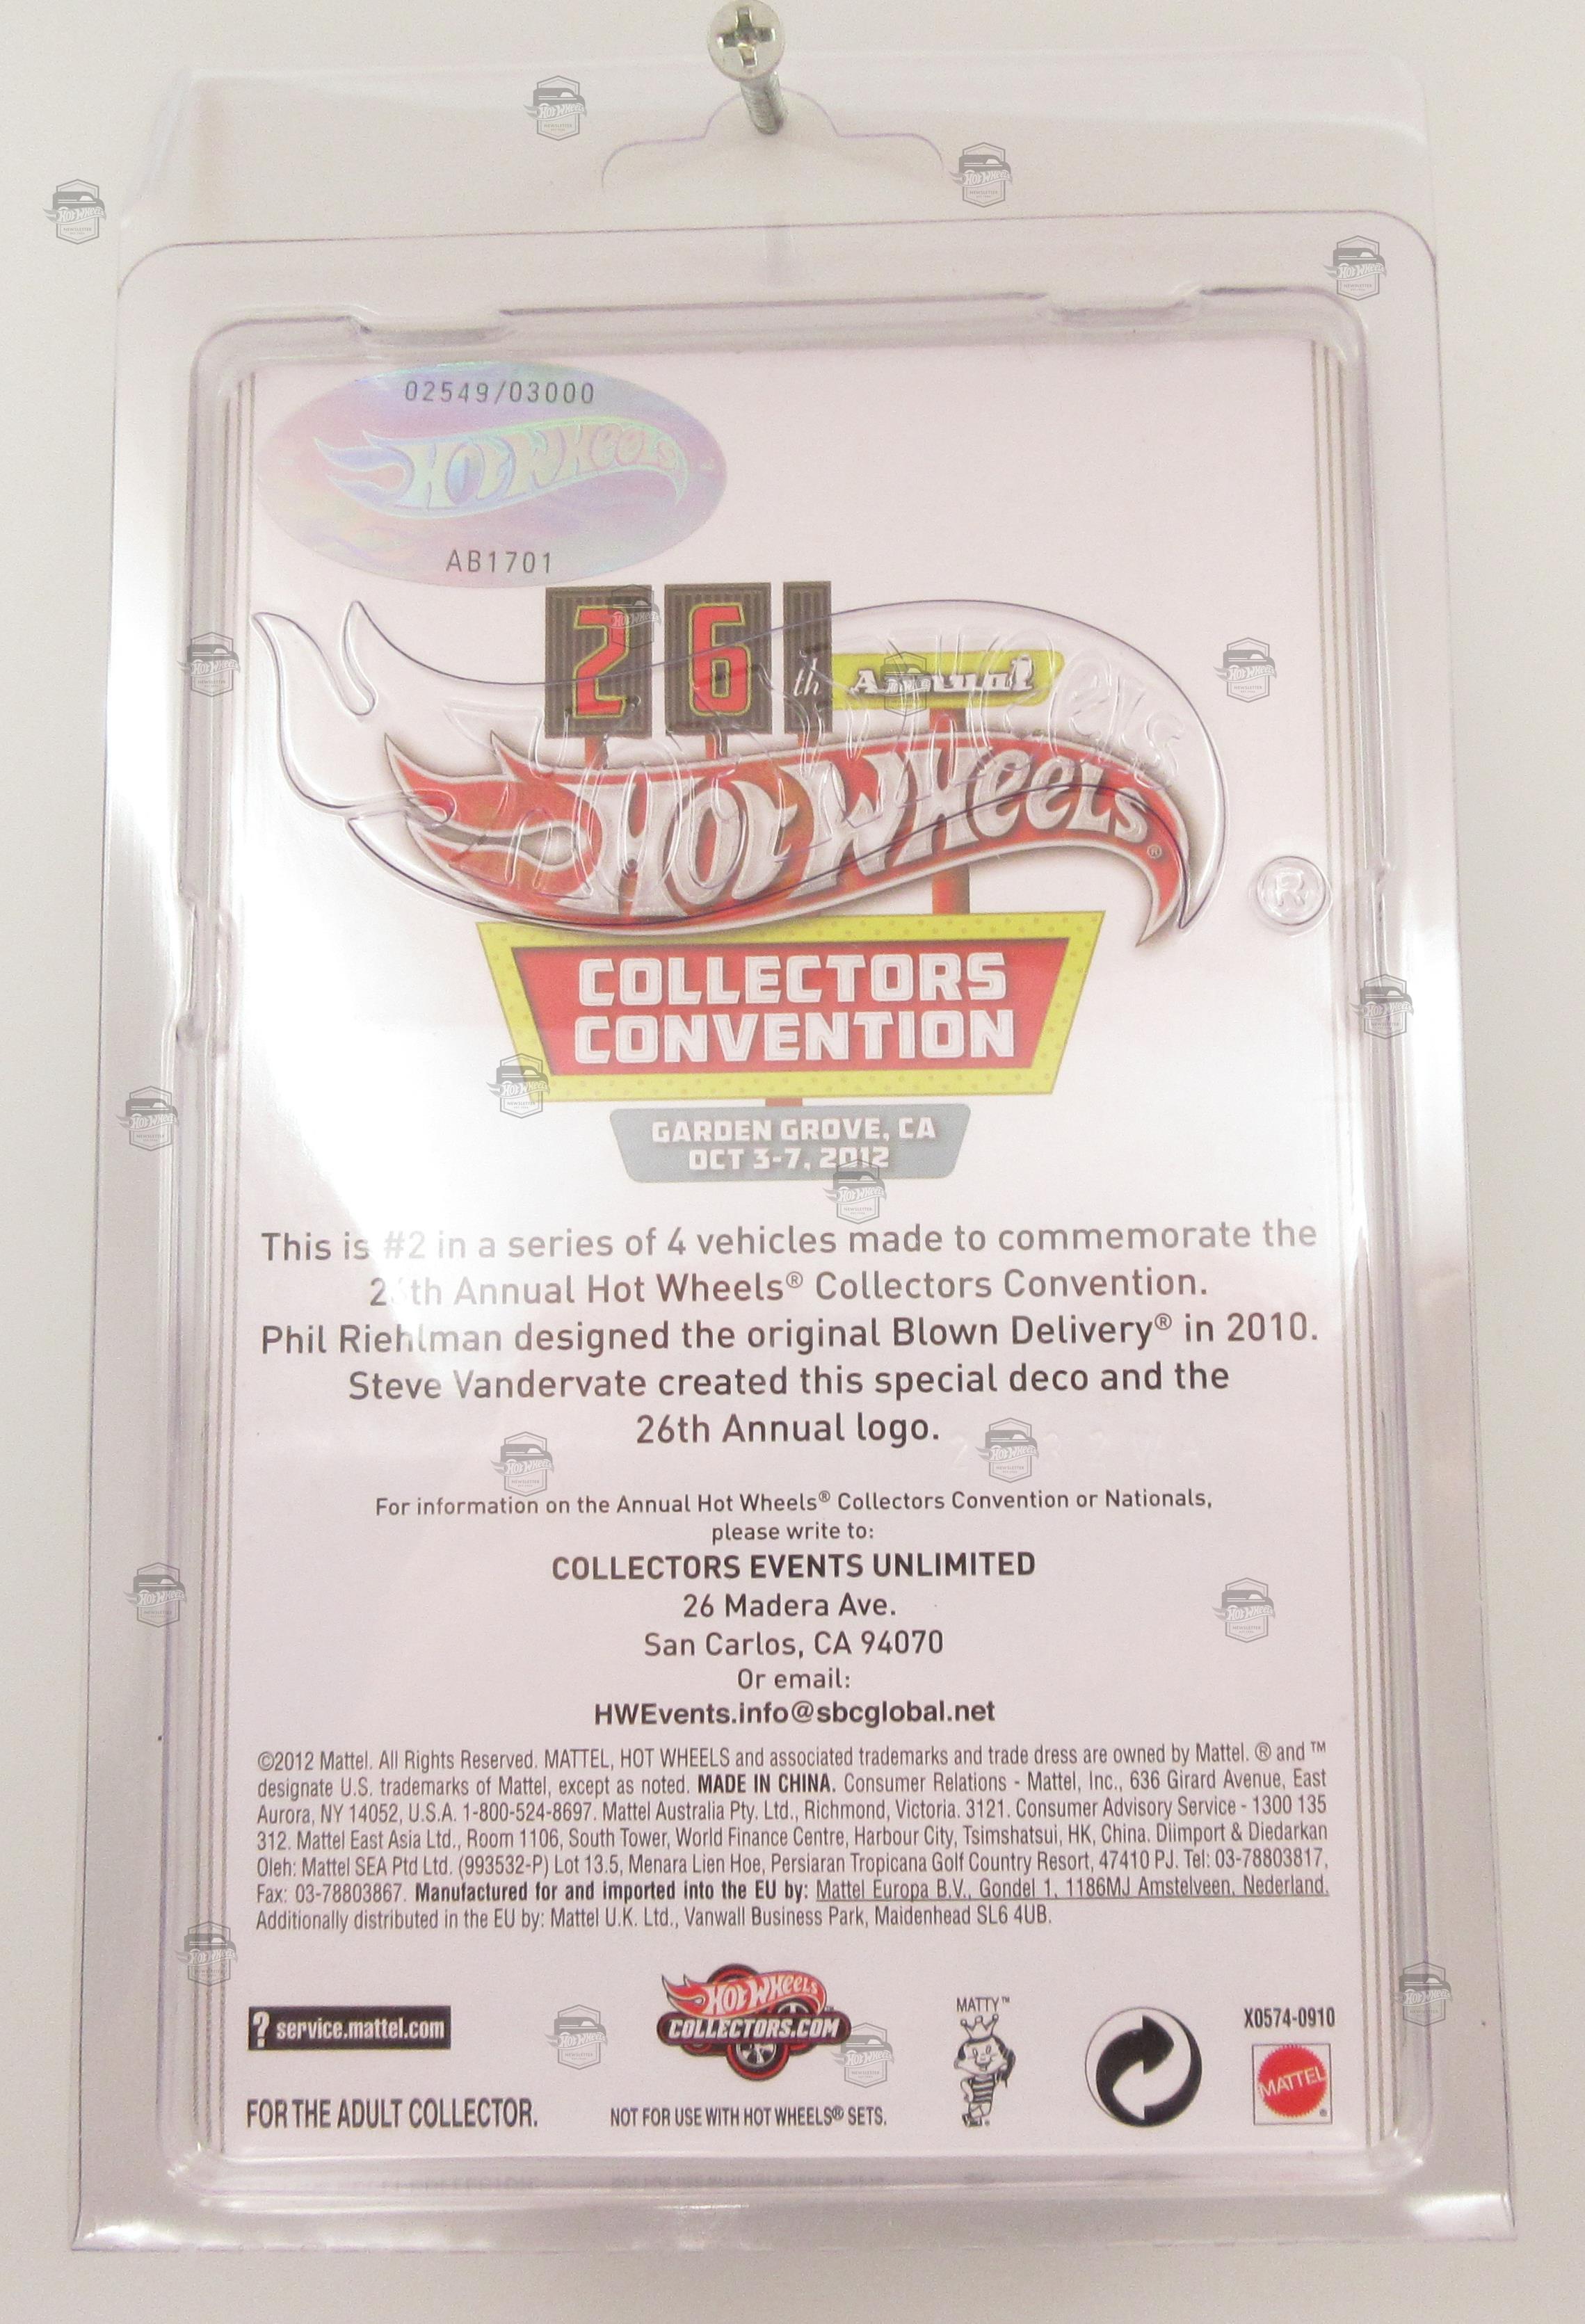 02549/03000
HOT WHEELS
AB1701
26th Annual
HOT WHEELS®
COLLECTORS
CONVENTION
GARDEN GROVE, CA
OCT 3-7, 2012
This is #2 in a series of 4 vehicles made to commemorate the
26th Annual Hot Wheels® Collectors Convention.
Phil Riehlman designed the original Blown Delivery® in 2010.
Steve Vandervate created this special deco and the
26th Annual logo.
For information on the Annual Hot Wheels® Collectors Convention or Nationals,
please write to:
COLLECTORS EVENTS UNLIMITED
26 Madera Ave.
San Carlos, CA 94070
Or email:
HWEvents.info@sbcglobal.net
©2012 Mattel. All Rights Reserved. MATTEL, HOT WHEELS and associated trademarks and trade dress are owned by Mattel. ® and ™
designate U.S. trademarks of Mattel, except as noted. MADE IN CHINA. Consumer Relations - Mattel, Inc., 636 Girard Avenue, East
Aurora, NY 14052, U.S.A. 1-800-524-8697. Mattel Australia Pty. Ltd., Richmond, Victoria. 3121. Consumer Advisory Service - 1300 135
312. Mattel East Asia Ltd., Room 1106, South Tower, World Finance Centre, Harbour City, Tsimshatsui, HK, China. Diimport & Diedarkan
Oleh: Mattel SEA Ptd Ltd. (993532-P) Lot 13.5, Menara Lien Hoe, Persiaran Tropicana Golf Country Resort, 47410 PJ. Tel: 03-78803817,
Fax: 03-78803867. Manufactured for and imported into the EU by: Mattel Europa B.V., Gondel 1, 1186MJ Amstelveen, Nederland.
Additionally distributed in the EU by: Mattel U.K. Ltd., Vanwall Business Park, Maidenhead SL6 4UB.
? service.mattel.com
HOT WHEELS™
COLLECTORS.COM
MATTY™
X0574-0910
MATTEL®
FOR THE ADULT COLLECTOR.
NOT FOR USE WITH HOT WHEELS® SETS.